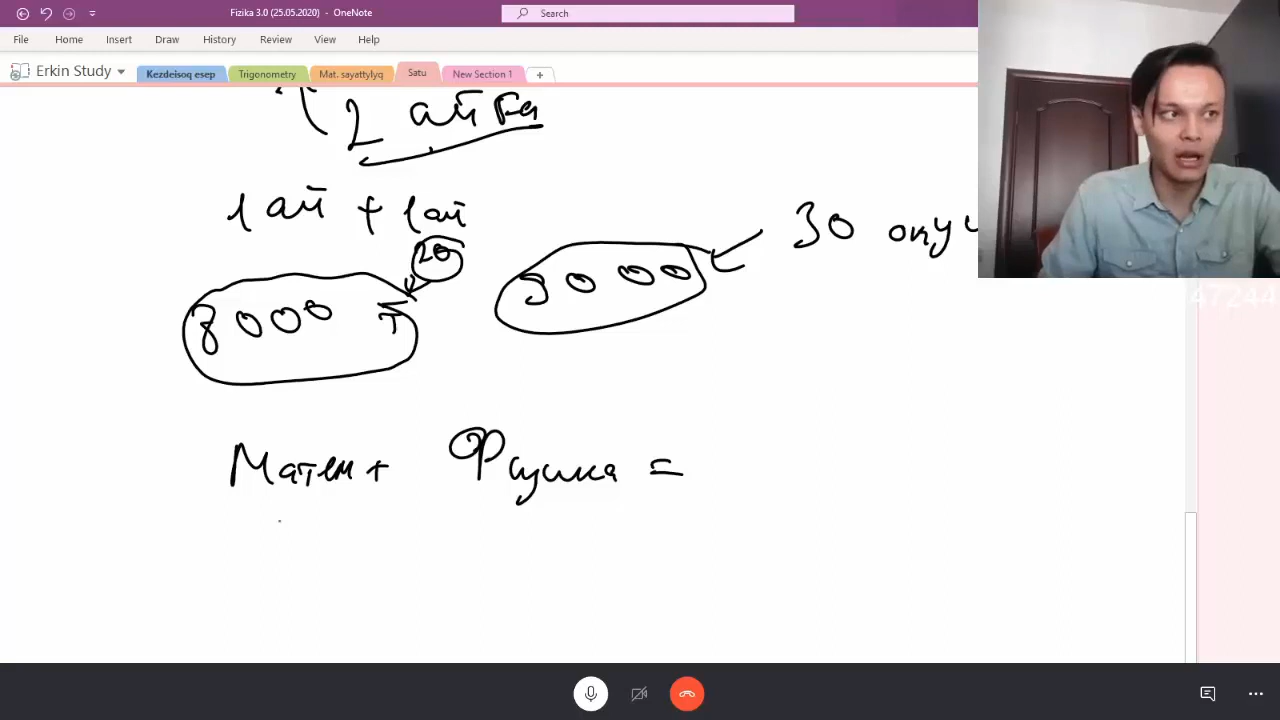 Fizika 3.0 (25.05.2020) - OneNote
Search
File Home Insert Draw History Review View Help
Erkin Study
Kezdeisoq esep Trigonometry Mat. sayattylyq Satu New Section 1 +
2 айға
1 ай + 1 ай
20
30 оқу
8000 ₸
9000
47244
Матем + Физика =